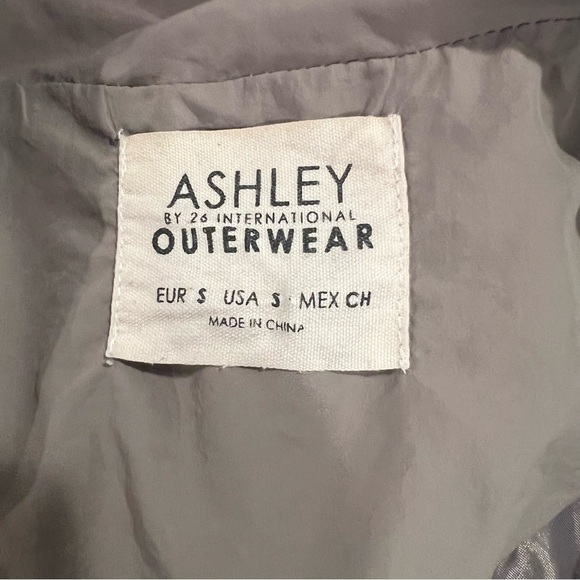 ASHLEY
BY 26 INTERNATIONAL
OUTERWEAR
EUR S USA S MEX CH
MADE IN CHINA